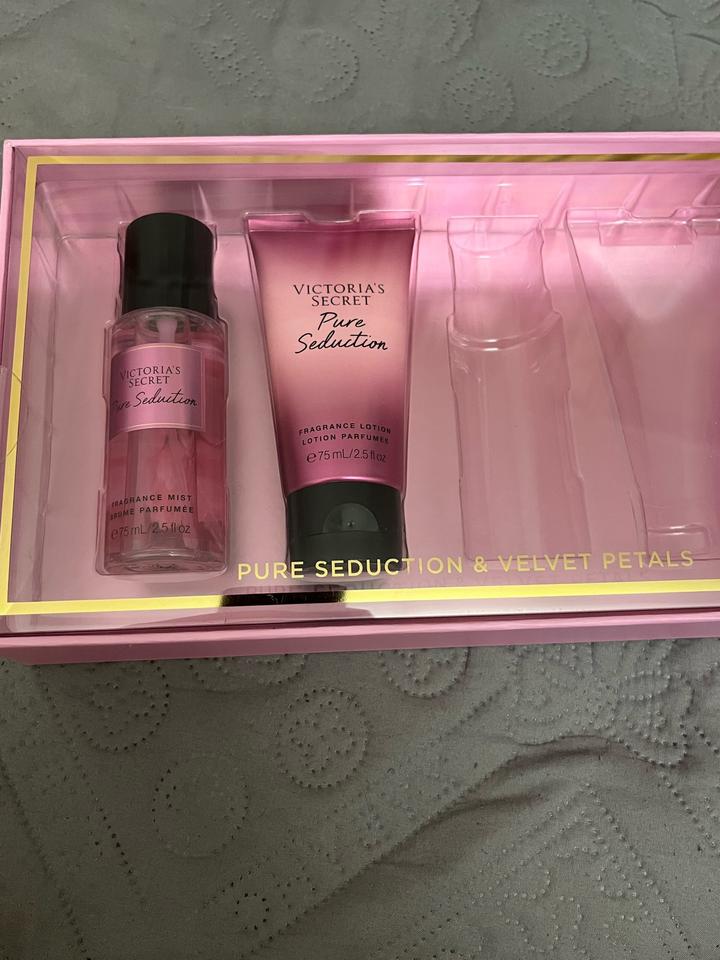 VICTORIA'S
SECRET
Pure Seduction
FRAGRANCE MIST
BRUME PARFUMÉE
℮75 mL/2.5 fl oz
VICTORIA'S
SECRET
Pure
Seduction
FRAGRANCE LOTION
LOTION PARFUMÉE
℮75 mL/2.5 fl oz
PURE SEDUCTION & VELVET PETALS